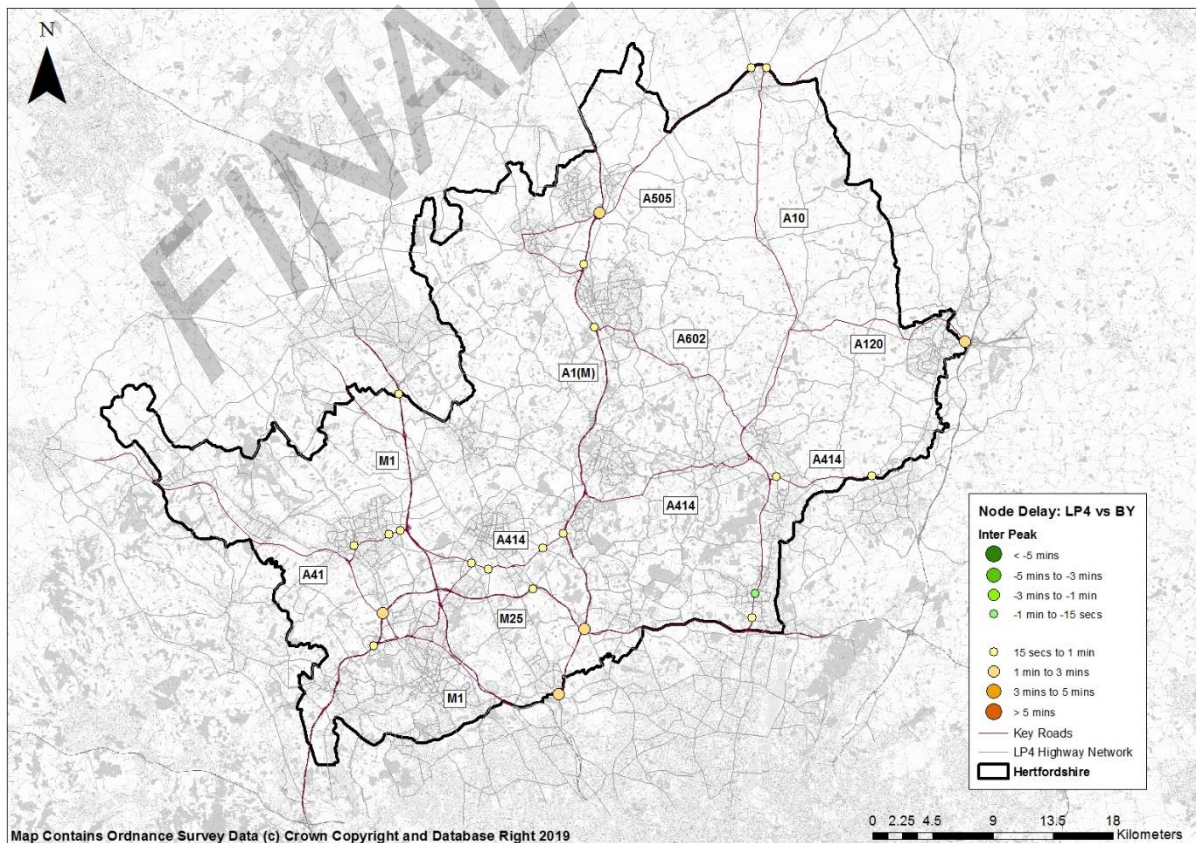 FINAL
N
A505
A10
A602
A120
A1(M)
M1
A414
A414
A414
A41
M25
M1
Node Delay: LP4 vs BY
Inter Peak
< -5 mins
-5 mins to -3 mins
-3 mins to -1 min
-1 min to -15 secs
15 secs to 1 min
1 min to 3 mins
3 mins to 5 mins
> 5 mins
Key Roads
LP4 Highway Network
Hertfordshire
0 2.25 4.5 9 13.5 18
Kilometers
Map Contains Ordnance Survey Data (c) Crown Copyright and Database Right 2019